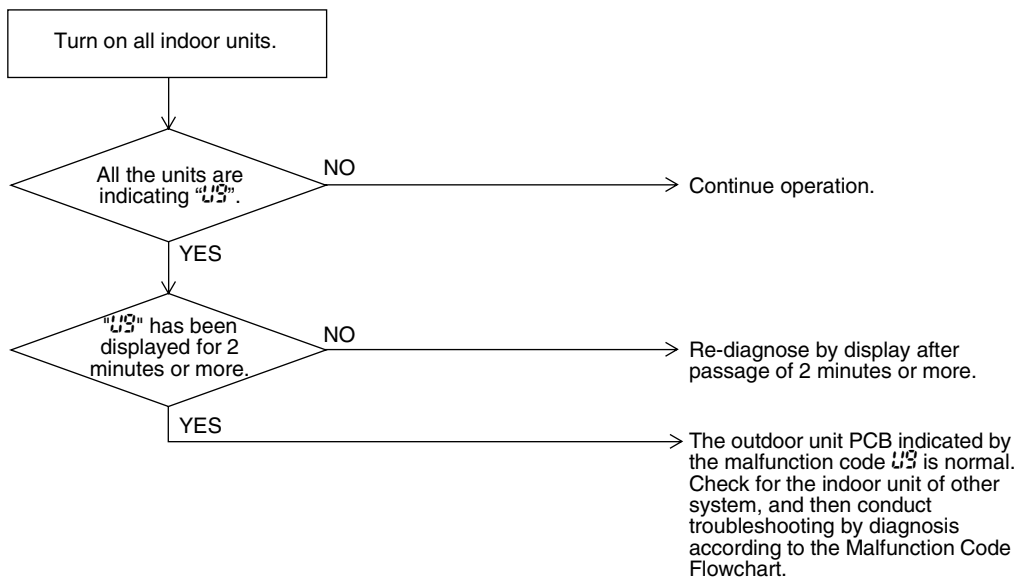 Turn on all indoor units.
All the units are
indicating “U9”.
NO
Continue operation.
YES
"U9" has been
displayed for 2
minutes or more.
NO
Re-diagnose by display after
passage of 2 minutes or more.
YES
The outdoor unit PCB indicated by
the malfunction code U9 is normal.
Check for the indoor unit of other
system, and then conduct
troubleshooting by diagnosis
according to the Malfunction Code
Flowchart.